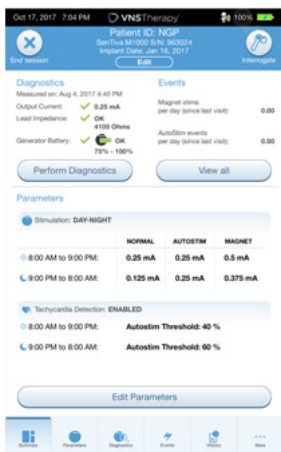 Oct 17, 2017 7:04 PM VNSTherapy 100%
Patient ID: NGP
SenTiva M1000 S/N: 963024
Implant Date: Jan 16, 2017
End session Edit Interrogate
Diagnostics
Measured on: Aug 4, 2017 4:40 PM
Output Current: 0.25 mA
Lead Impedance: OK
4105 Ohms
Generator Battery: OK
75% - 100%
Perform Diagnostics
Events
Magnet stims
per day (since last visit): 0.00
AutoStim events
per day (since last visit): 0.00
View all
Parameters
Stimulation: DAY-NIGHT
NORMAL AUTOSTIM MAGNET
8:00 AM to 9:00 PM: 0.25 mA 0.25 mA 0.5 mA
9:00 PM to 8:00 AM: 0.125 mA 0.25 mA 0.375 mA
Tachycardia Detection: ENABLED
8:00 AM to 9:00 PM: Autostim Threshold: 40 %
9:00 PM to 8:00 AM: Autostim Threshold: 60 %
Edit Parameters
Summary Parameters Diagnostics Events History More